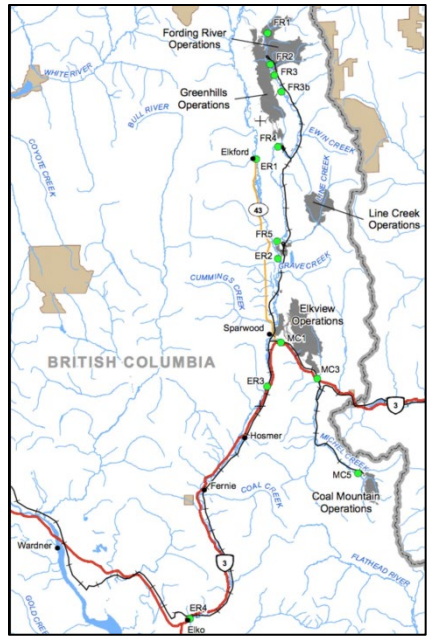 FR1
Fording River
Operations
FR2
FR3
WHITE RIVER
Greenhills
Operations
FR3b
BULL RIVER
EWIN CREEK
FR4
Elkford
ER1
COYOTE CREEK
LINE CREEK
43
Line Creek
Operations
FR5
ER2
GRAVE CREEK
CUMMINGS CREEK
Elkview
Operations
Sparwood
MC1
BRITISH COLUMBIA
MC3
ER3
3
Hosmer
MICHEL CREEK
MC5
Fernie
COAL CREEK
Coal Mountain
Operations
Wardner
3
FLATHEAD RIVER
GOLD CREEK
ER4
Elko